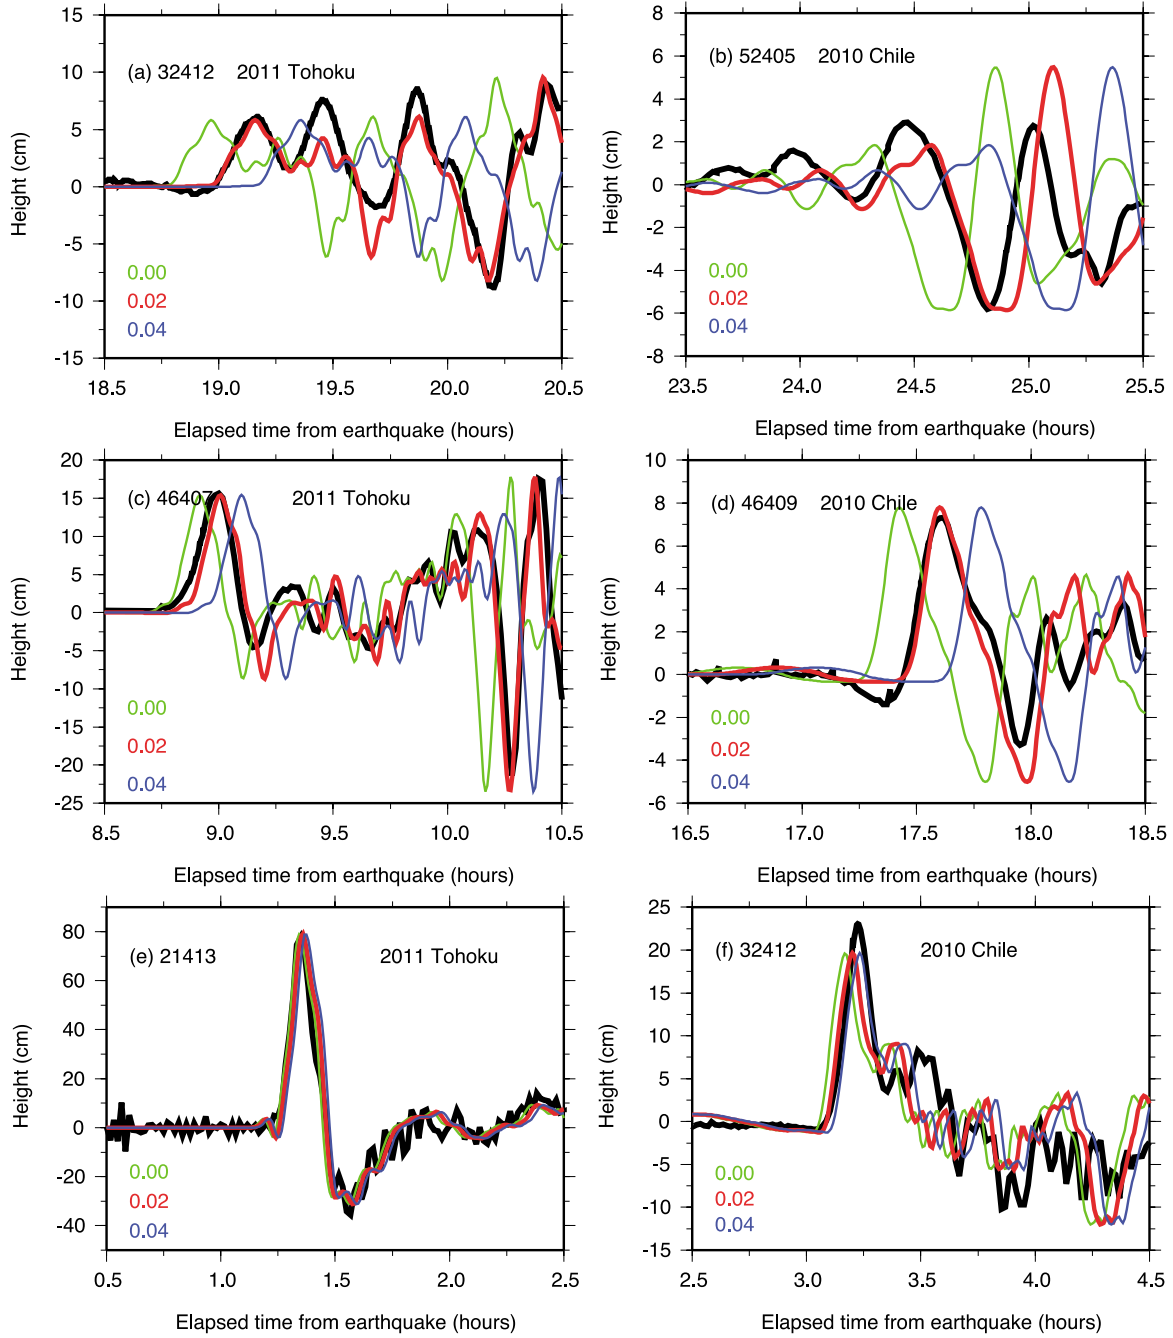 (a) 32412 2011 Tohoku
15
10
5
0
-5
-10
-15
Height (cm)
0.00
0.02
0.04
18.5 19.0 19.5 20.0 20.5
Elapsed time from earthquake (hours)
(b) 52405 2010 Chile
8
6
4
2
0
-2
-4
-6
-8
Height (cm)
0.00
0.02
0.04
23.5 24.0 24.5 25.0 25.5
Elapsed time from earthquake (hours)
(c) 46407 2011 Tohoku
20
15
10
5
0
-5
-10
-15
-20
-25
Height (cm)
0.00
0.02
0.04
8.5 9.0 9.5 10.0 10.5
Elapsed time from earthquake (hours)
(d) 46409 2010 Chile
10
8
6
4
2
0
-2
-4
-6
Height (cm)
0.00
0.02
0.04
16.5 17.0 17.5 18.0 18.5
Elapsed time from earthquake (hours)
(e) 21413 2011 Tohoku
80
60
40
20
0
-20
-40
Height (cm)
0.00
0.02
0.04
0.5 1.0 1.5 2.0 2.5
Elapsed time from earthquake (hours)
(f) 32412 2010 Chile
25
20
15
10
5
0
-5
-10
-15
Height (cm)
0.00
0.02
0.04
2.5 3.0 3.5 4.0 4.5
Elapsed time from earthquake (hours)